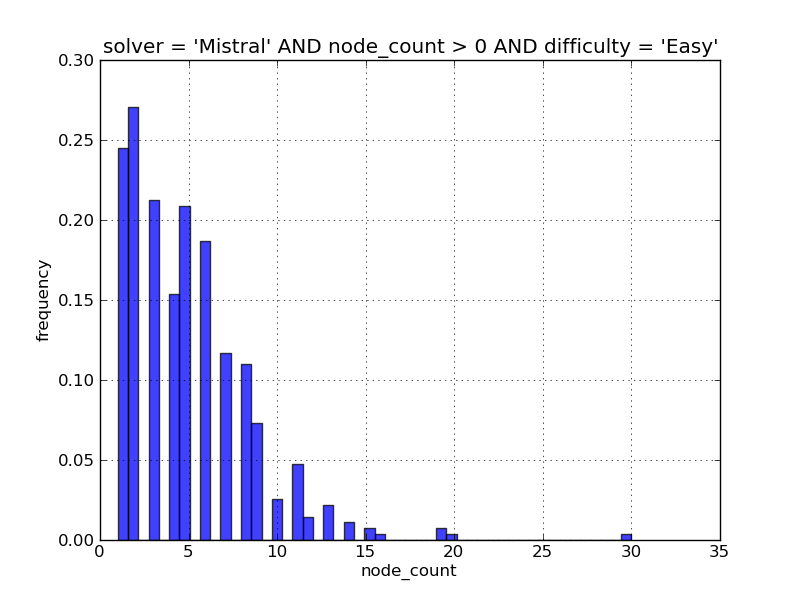 solver = 'Mistral' AND node_count > 0 AND difficulty = 'Easy'
0.30
0.25
0.20
0.15
0.10
0.05
0.00
frequency
0 5 10 15 20 25 30 35
node_count